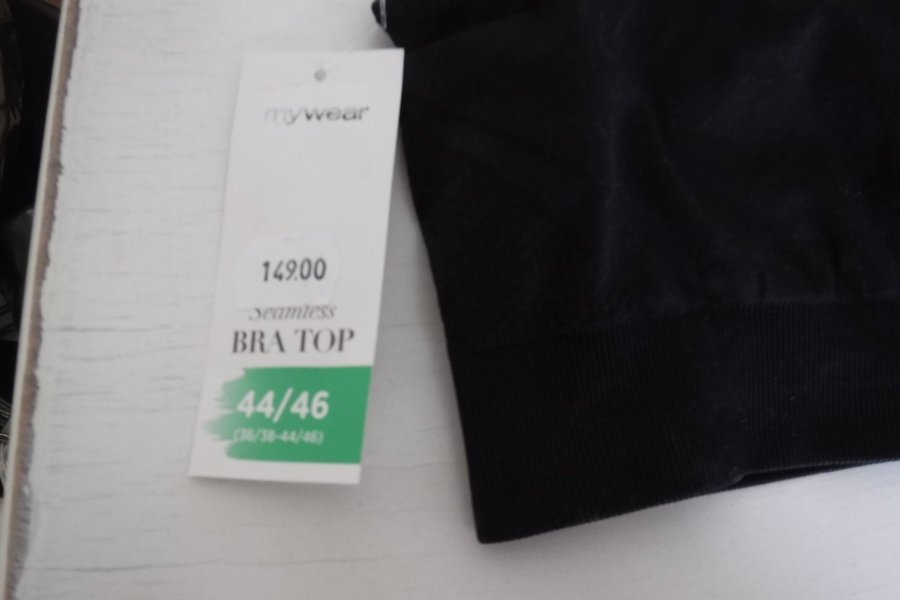 mywear
149.00
Seamless
BRA TOP
44/46
(36/38-44/46)